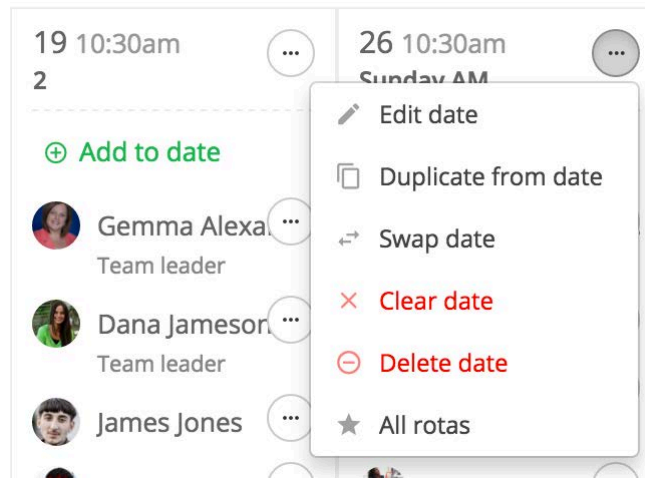 19 10:30am
2
Add to date
Gemma Alexa
Team leader
Dana Jameson
Team leader
James Jones
26 10:30am
Sunday AM
Edit date
Duplicate from date
Swap date
Clear date
Delete date
All rotas